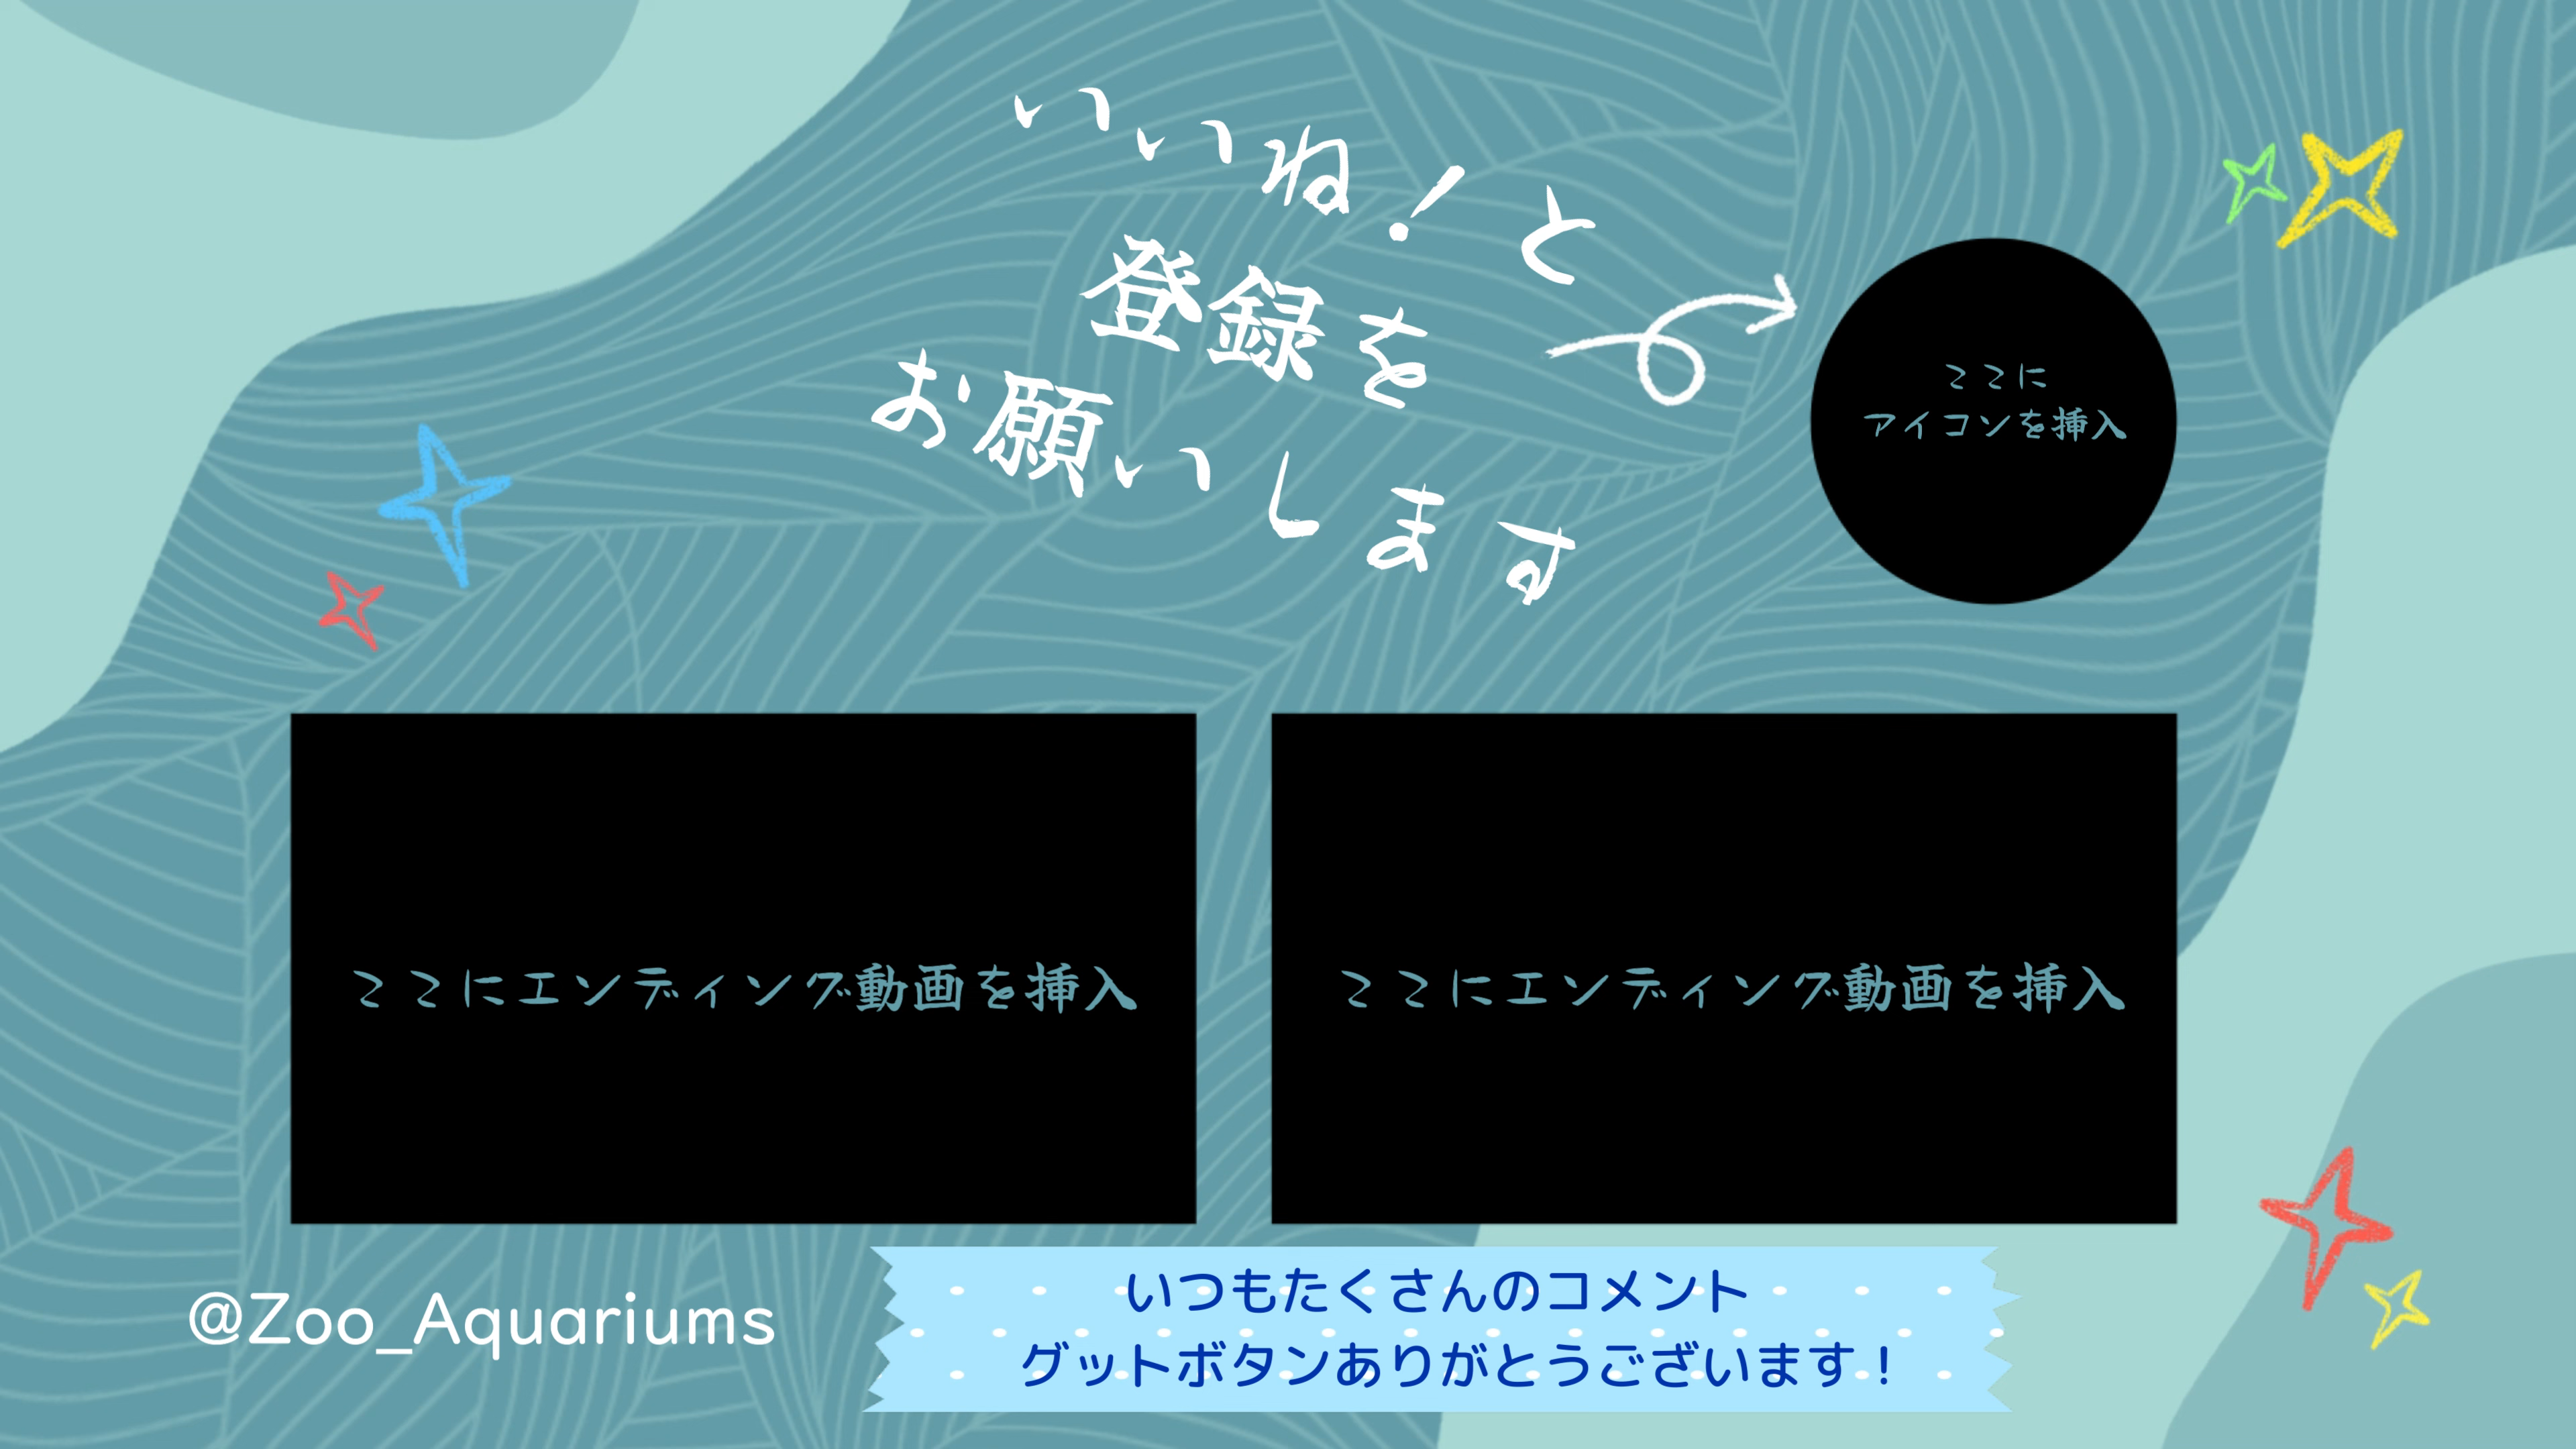 いいね！と
登録を
お願いします
ここに
アイコンを挿入
ここにエンディング動画を挿入
ここにエンディング動画を挿入
@Zoo_Aquariums
いつもたくさんのコメント
グットボタンありがとうございます！